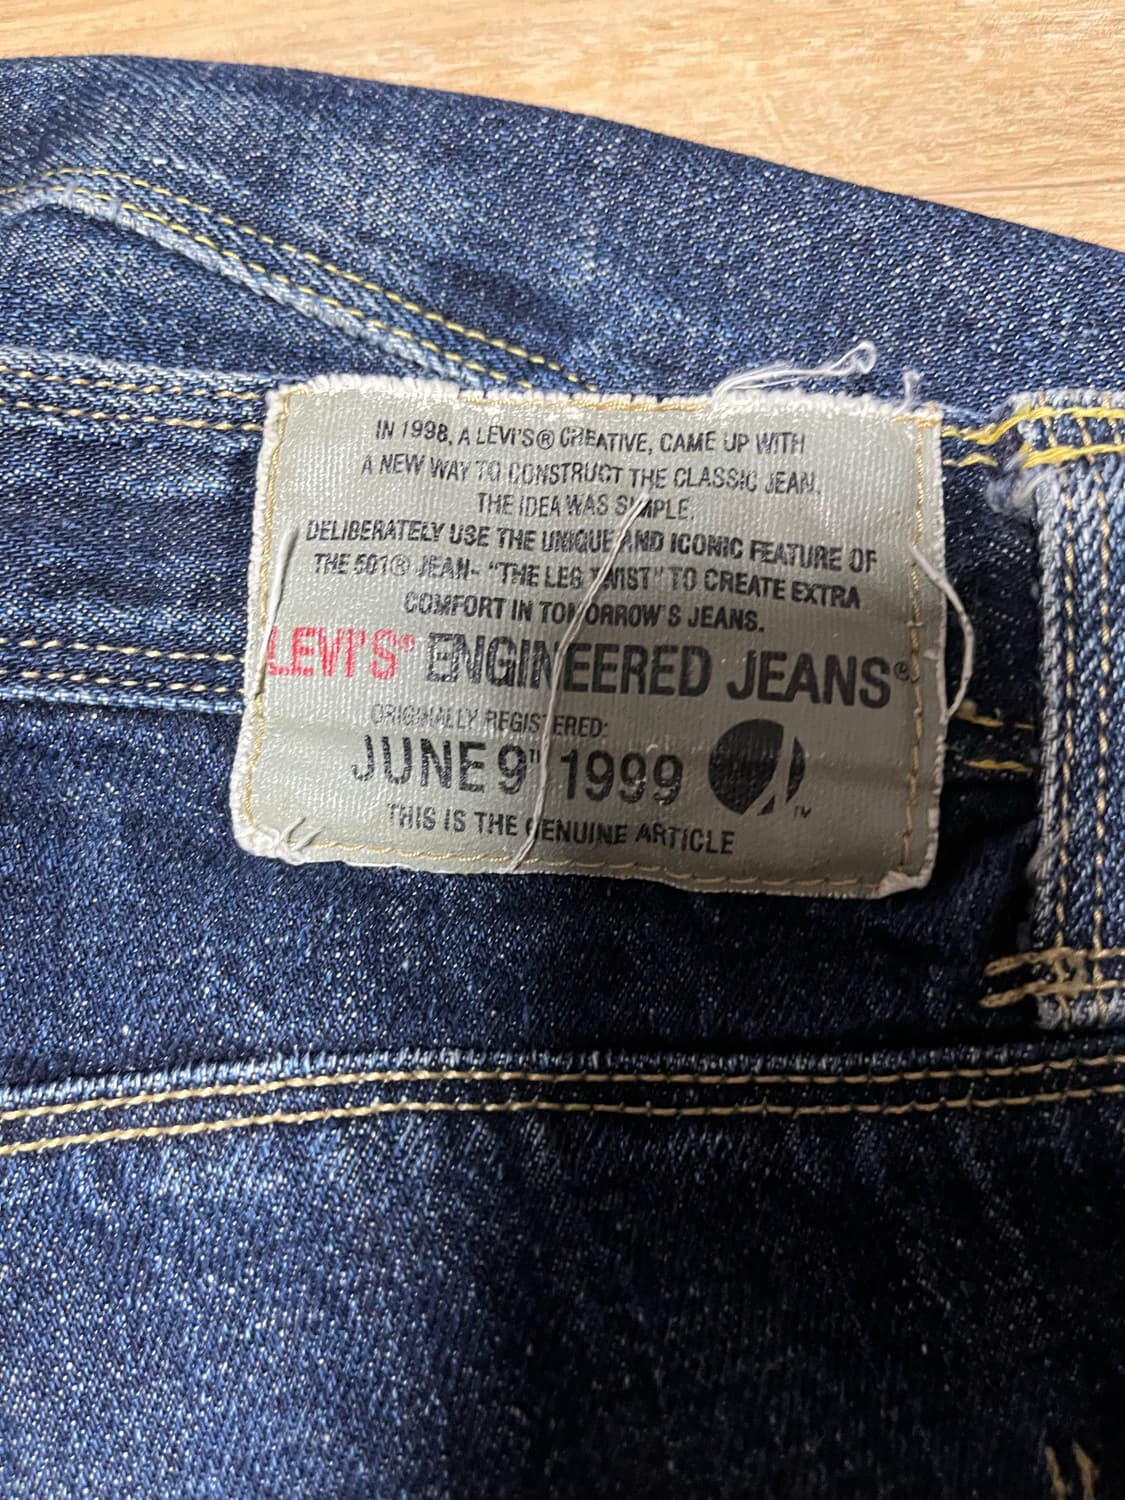 IN 1998, A LEVI'S® CREATIVE, CAME UP WITH
A NEW WAY TO CONSTRUCT THE CLASSIC JEAN.
THE IDEA WAS SIMPLE.
DELIBERATELY USE THE UNIQUE AND ICONIC FEATURE OF
THE 501® JEAN- "THE LEG TWIST" TO CREATE EXTRA
COMFORT IN TOMORROW'S JEANS.
LEVI'S® ENGINEERED JEANS®
ORIGINALLY REGISTERED:
JUNE 9TH 1999
TM
THIS IS THE GENUINE ARTICLE